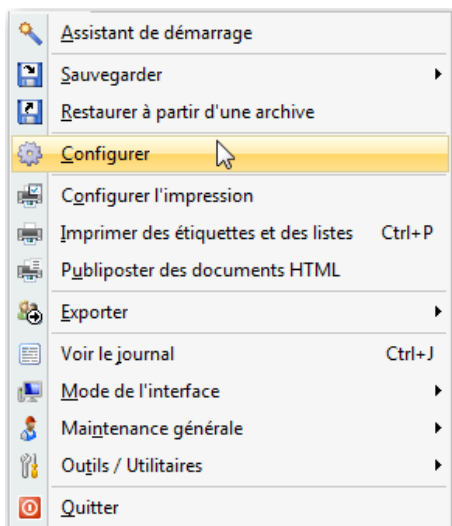 Assistant de démarrage
Sauvegarder
Restaurer à partir d'une archive
Configurer
Configurer l'impression
Imprimer des étiquettes et des listes Ctrl+P
Publiposter des documents HTML
Exporter
Voir le journal Ctrl+J
Mode de l'interface
Maintenance générale
Outils / Utilitaires
Quitter